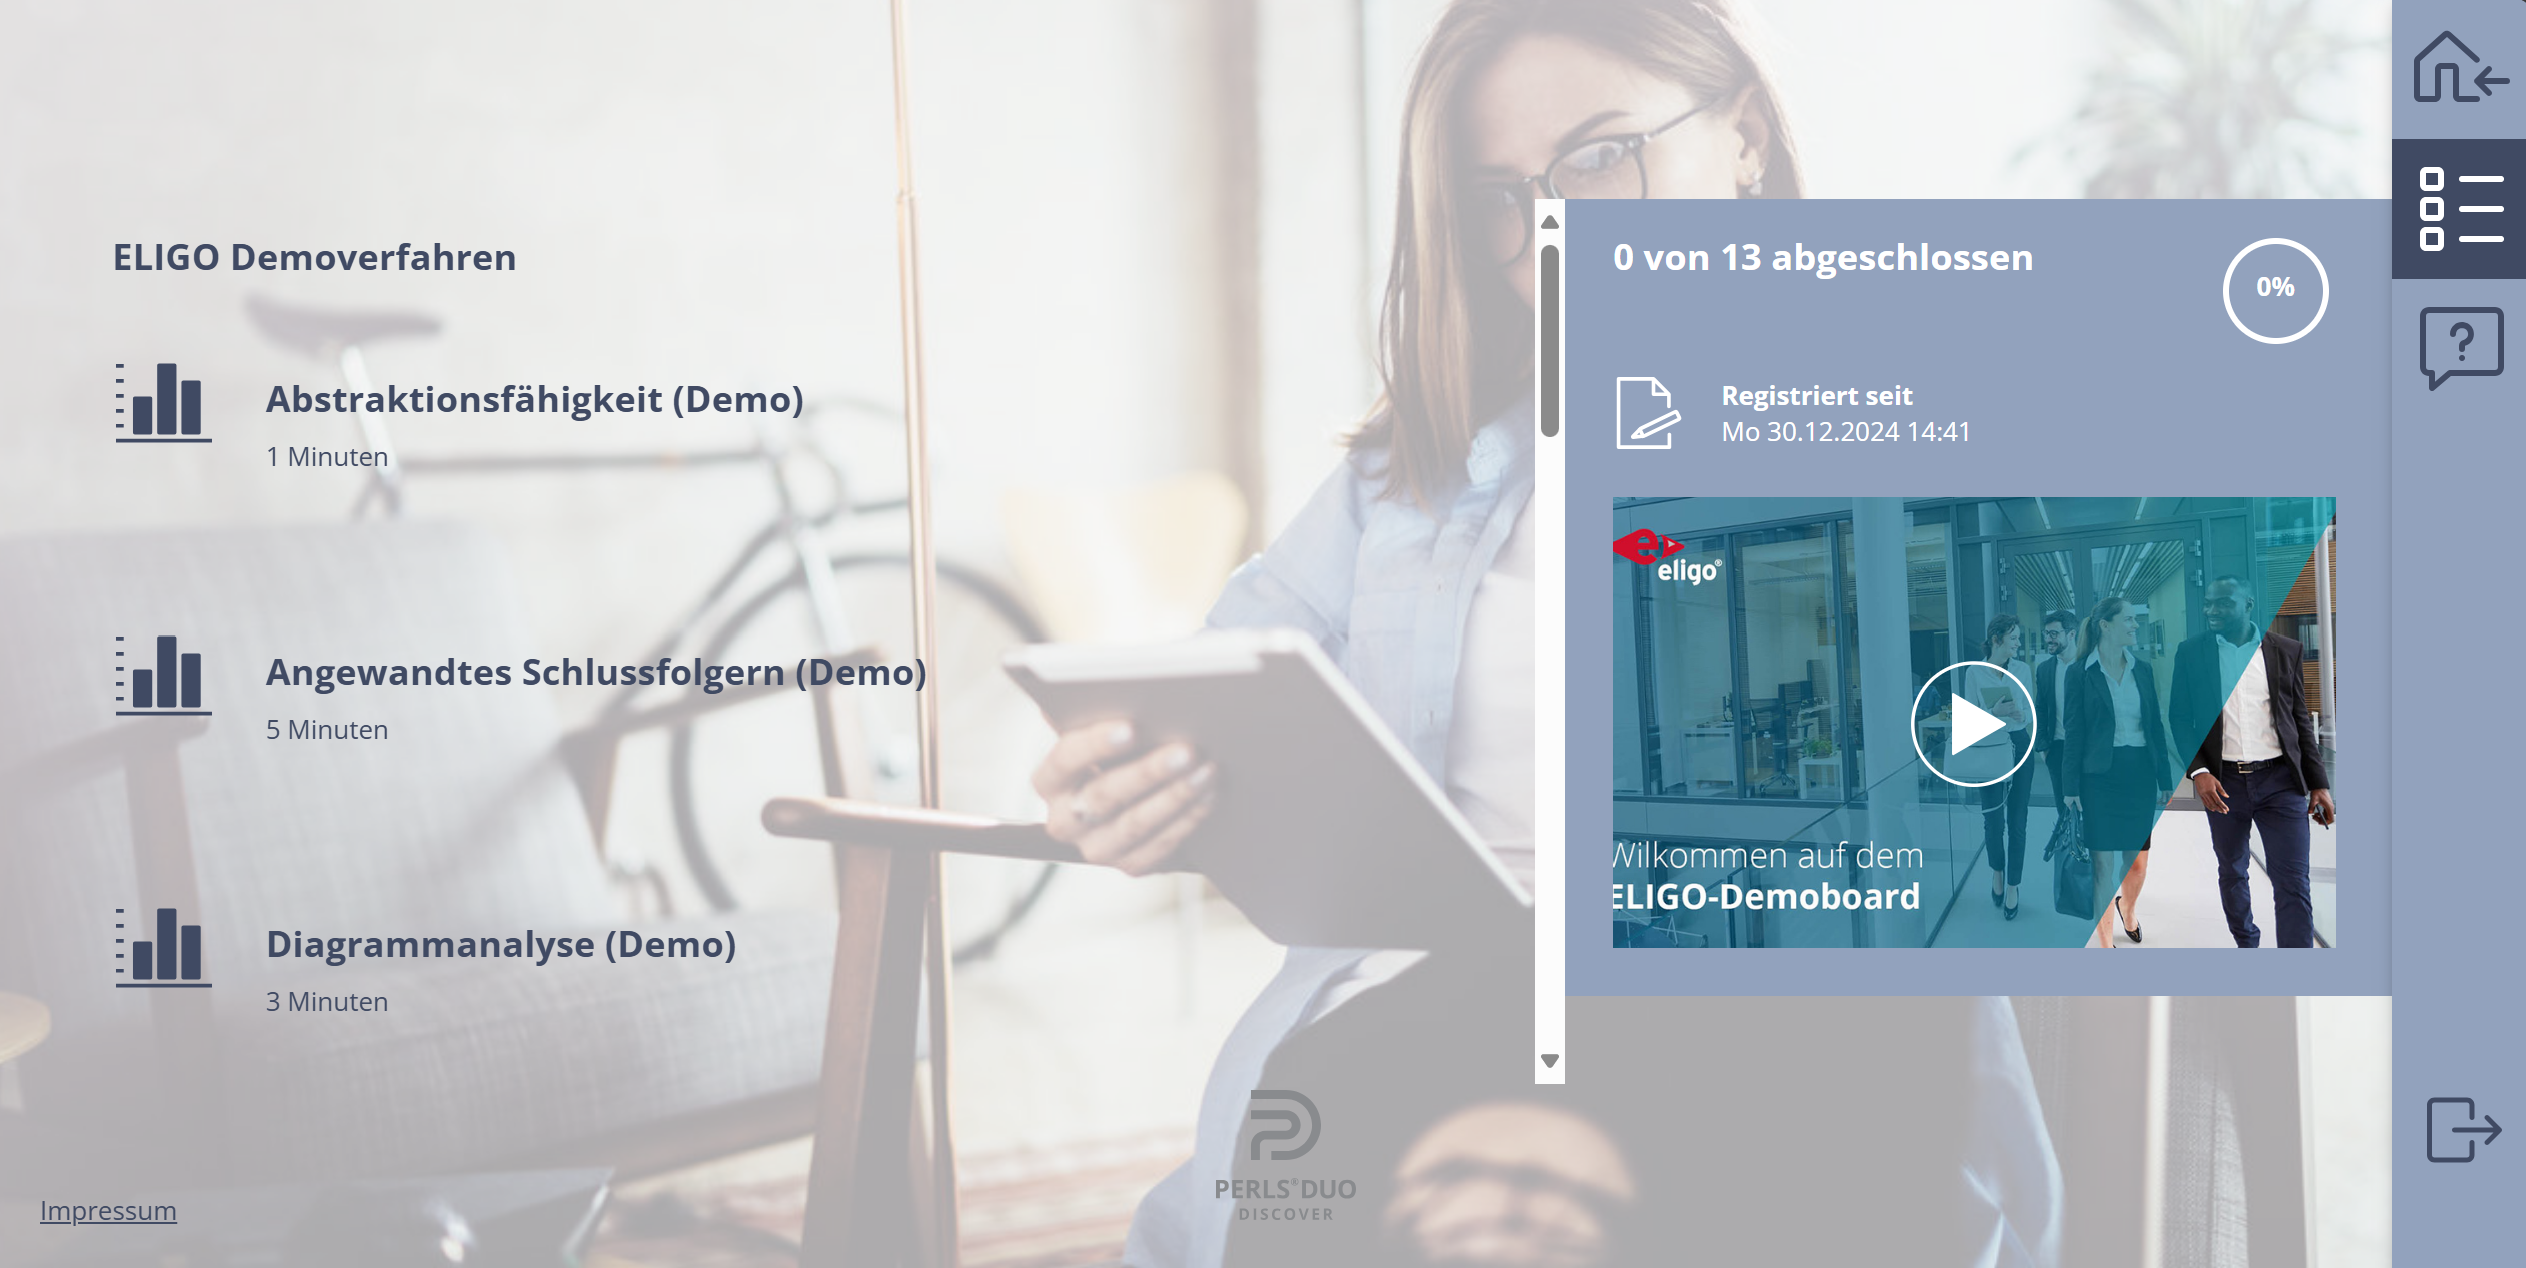 ELIGO Demoverfahren
Abstraktionsfähigkeit (Demo)
1 Minuten
Angewandtes Schlussfolgern (Demo)
5 Minuten
Diagrammanalyse (Demo)
3 Minuten
0 von 13 abgeschlossen
0%
Registriert seit
Mo 30.12.2024 14:41
e
eligo®
Wilkommen auf dem
ELIGO-Demoboard
?
PERLS®DUO
DISCOVER
Impressum